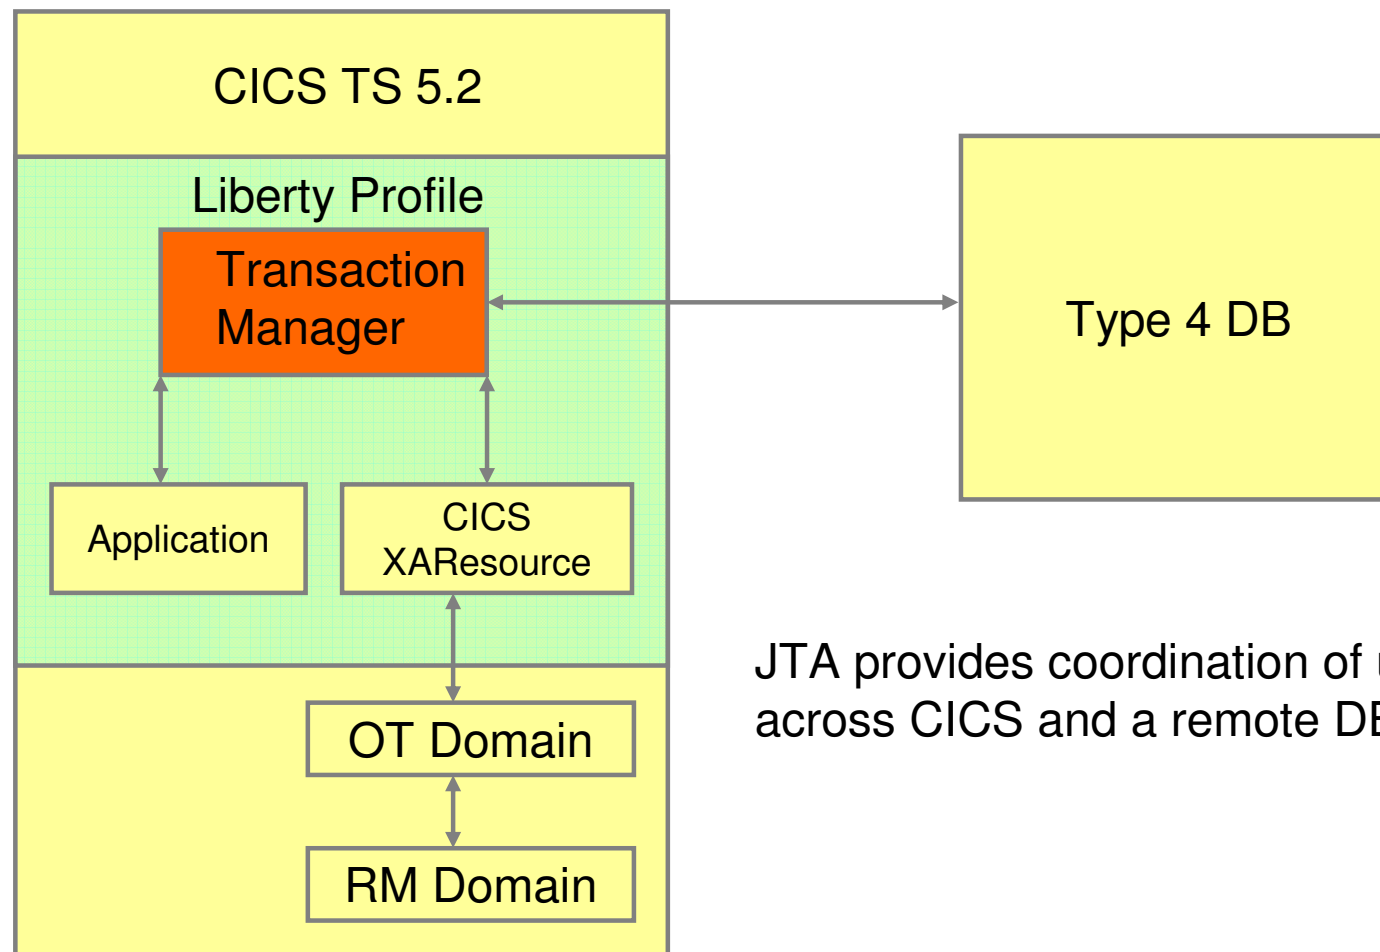 CICS TS 5.2
Liberty Profile
Transaction
Manager
Type 4 DB
Application
CICS
XAResource
JTA provides coordination of
across CICS and a remote
OT Domain
RM Domain